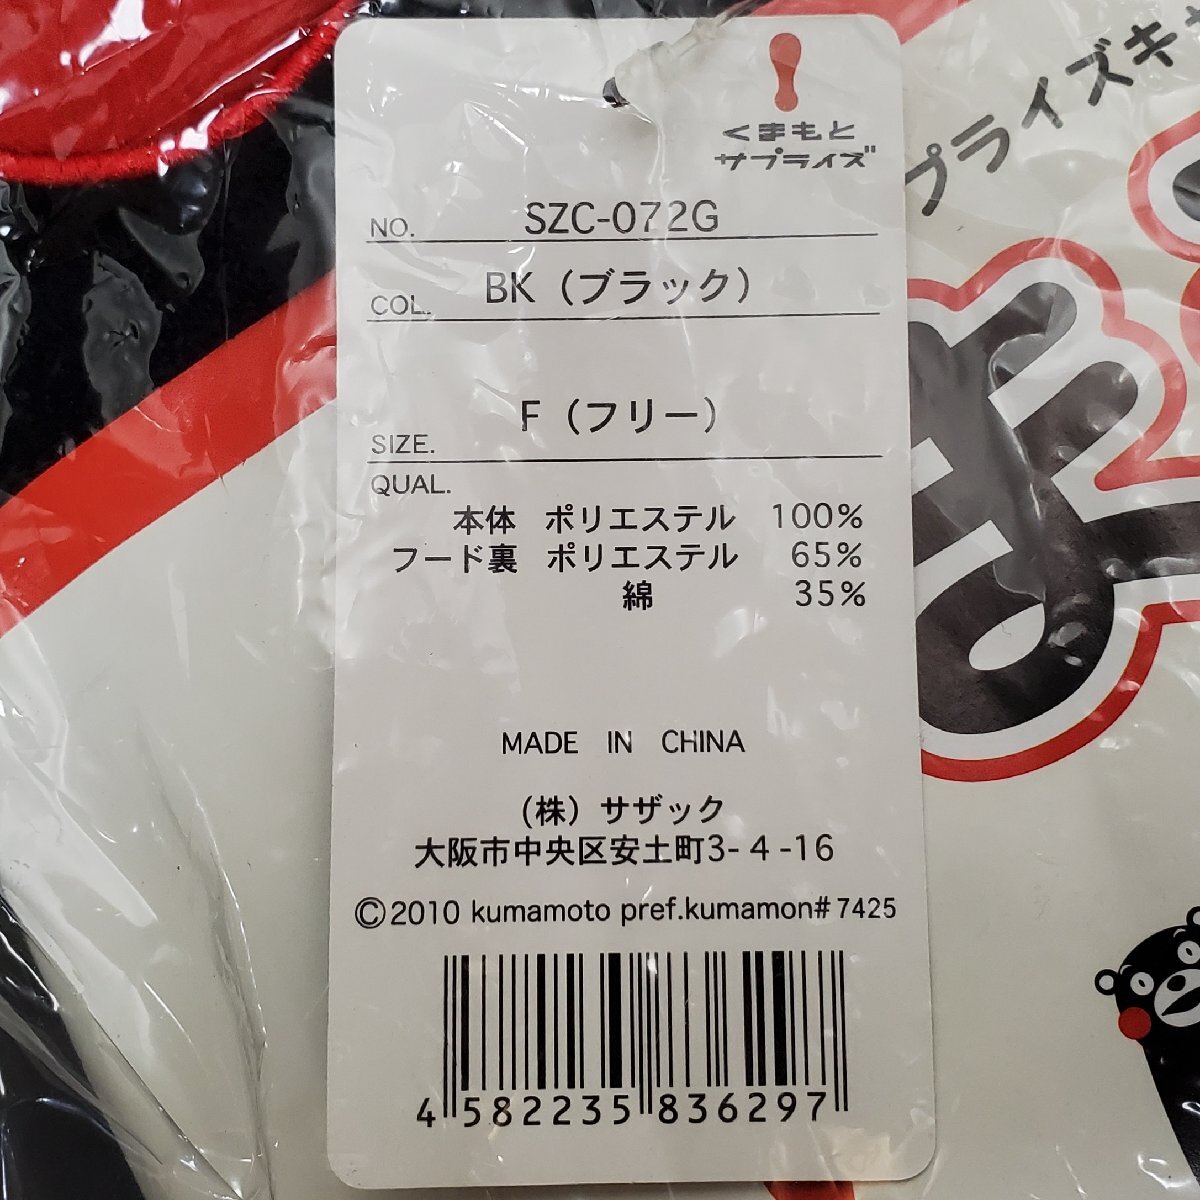 くまもと
サプライズ
プライズキ
ま
NO. SZC-072G
COL. BK（ブラック）
SIZE. F（フリー）
QUAL.
本体 ポリエステル 100%
フード裏 ポリエステル 65%
綿 35%
MADE IN CHINA
（株）サザック
大阪市中央区安土町3-4-16
©2010 kumamoto pref.kumamon#7425
4 582235 836297